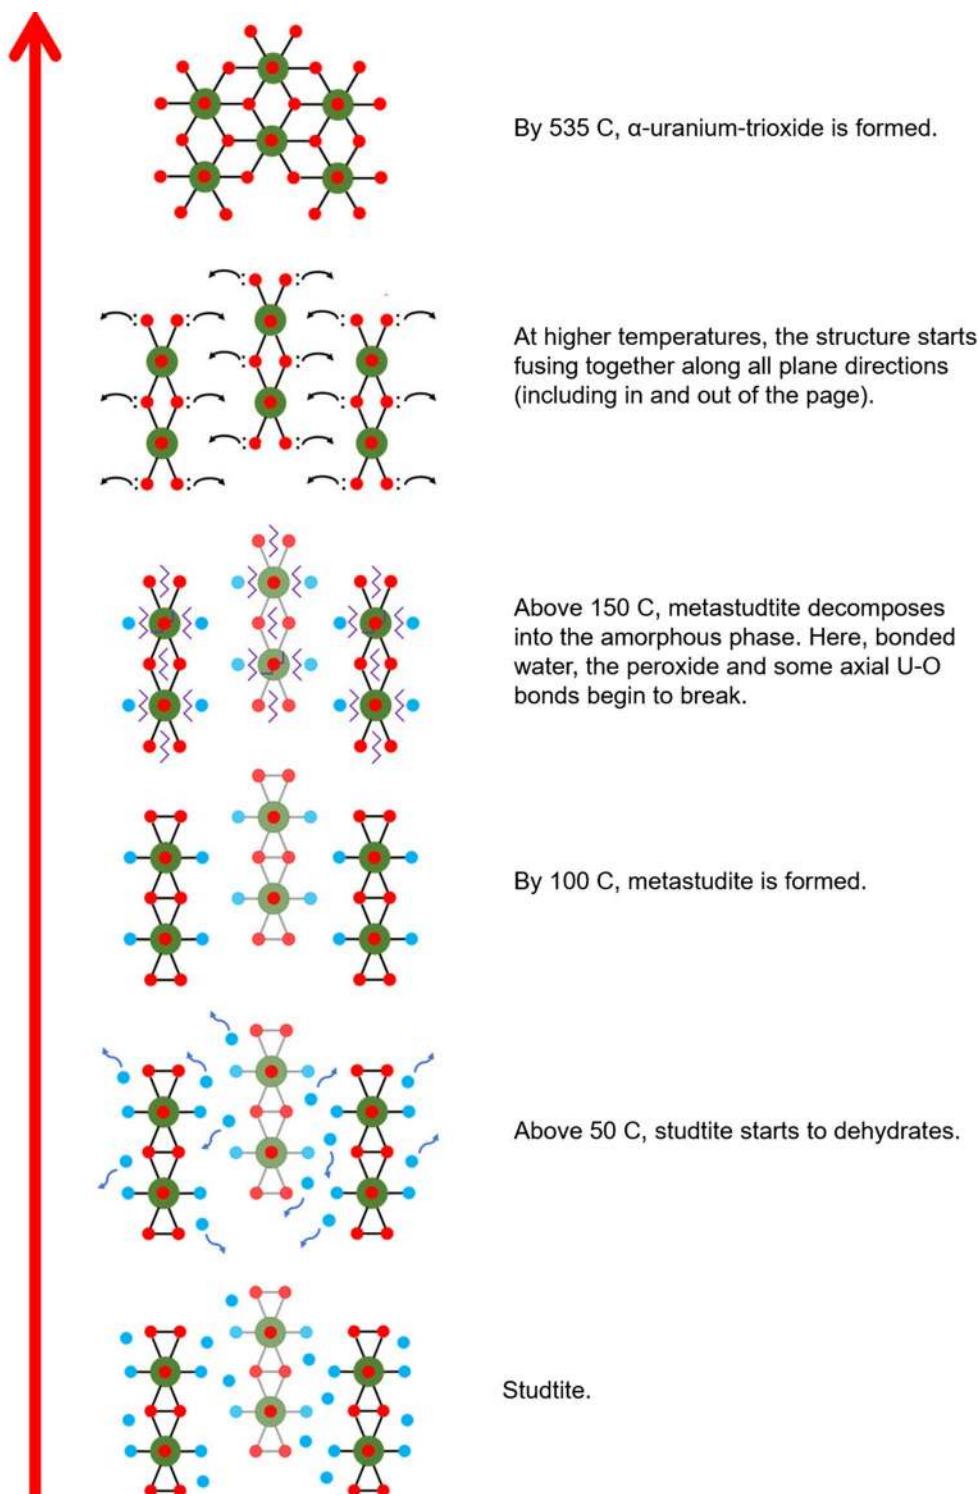 By 535 C, α-uranium-trioxide is formed.
At higher temperatures, the structure starts
fusing together along all plane directions
(including in and out of the page).
Above 150 C, metastudtite decomposes
into the amorphous phase. Here, bonded
water, the peroxide and some axial U-O
bonds begin to break.
By 100 C, metastudite is formed.
Above 50 C, studtite starts to dehydrates.
Studtite.